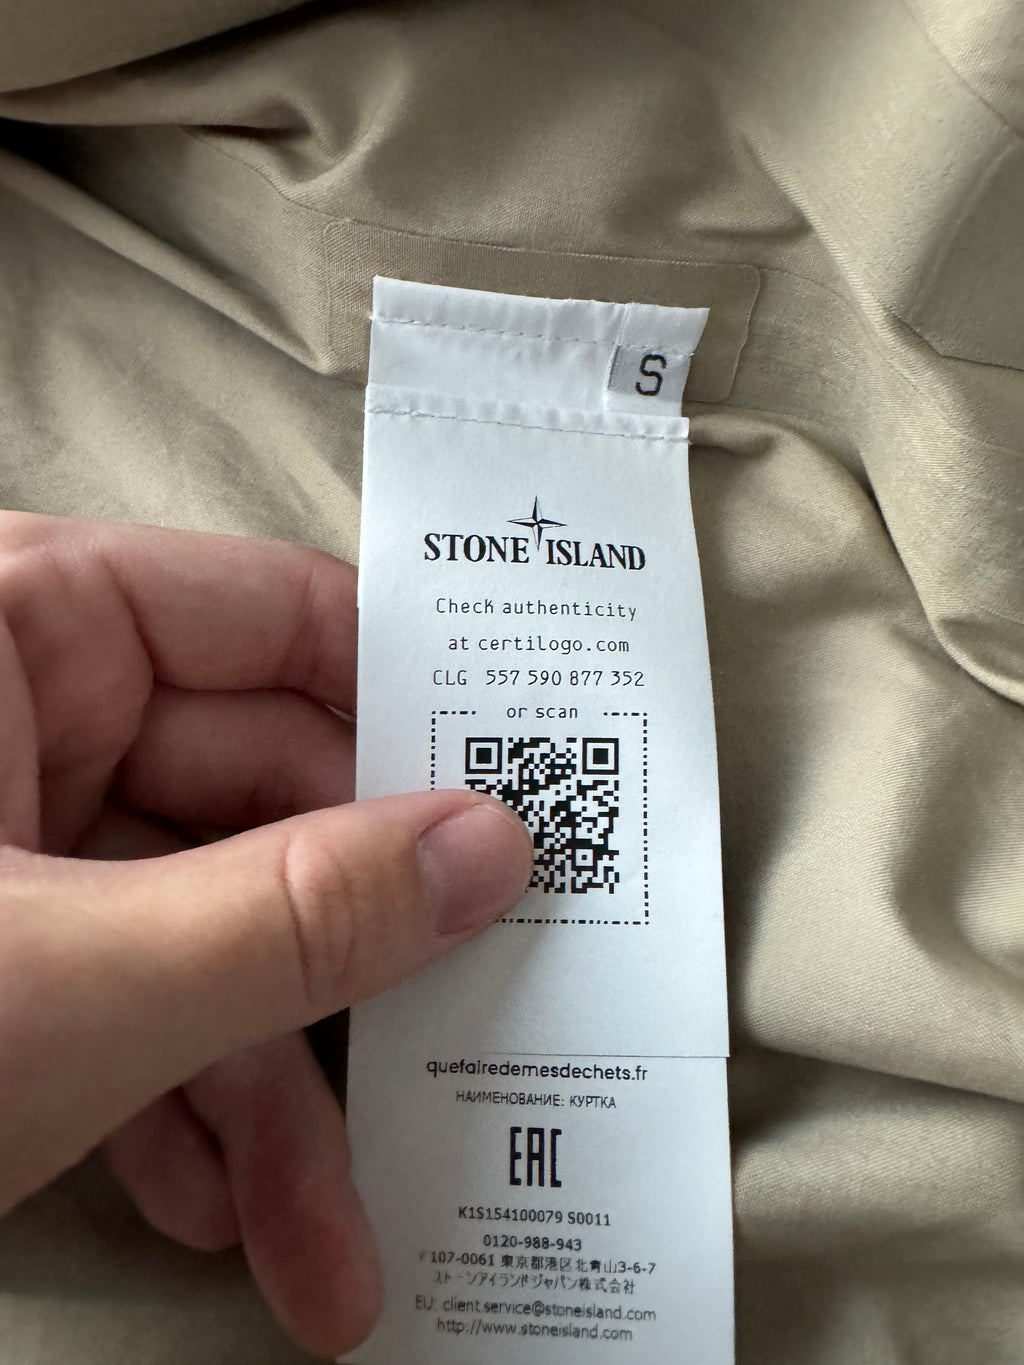 S
STONE ISLAND
Check authenticity
at certilogo.com
CLG 557 590 877 352
or scan
quefairedemesdechets.fr
НАИМЕНОВАНИЕ: КУРТКА
EAC
K1S154100079 S0011
0120-988-943
〒107-0061 東京都港区北青山3-6-7
ストーンアイランドジャパン株式会社
EU: client.service@stoneisland.com
http://www.stoneisland.com